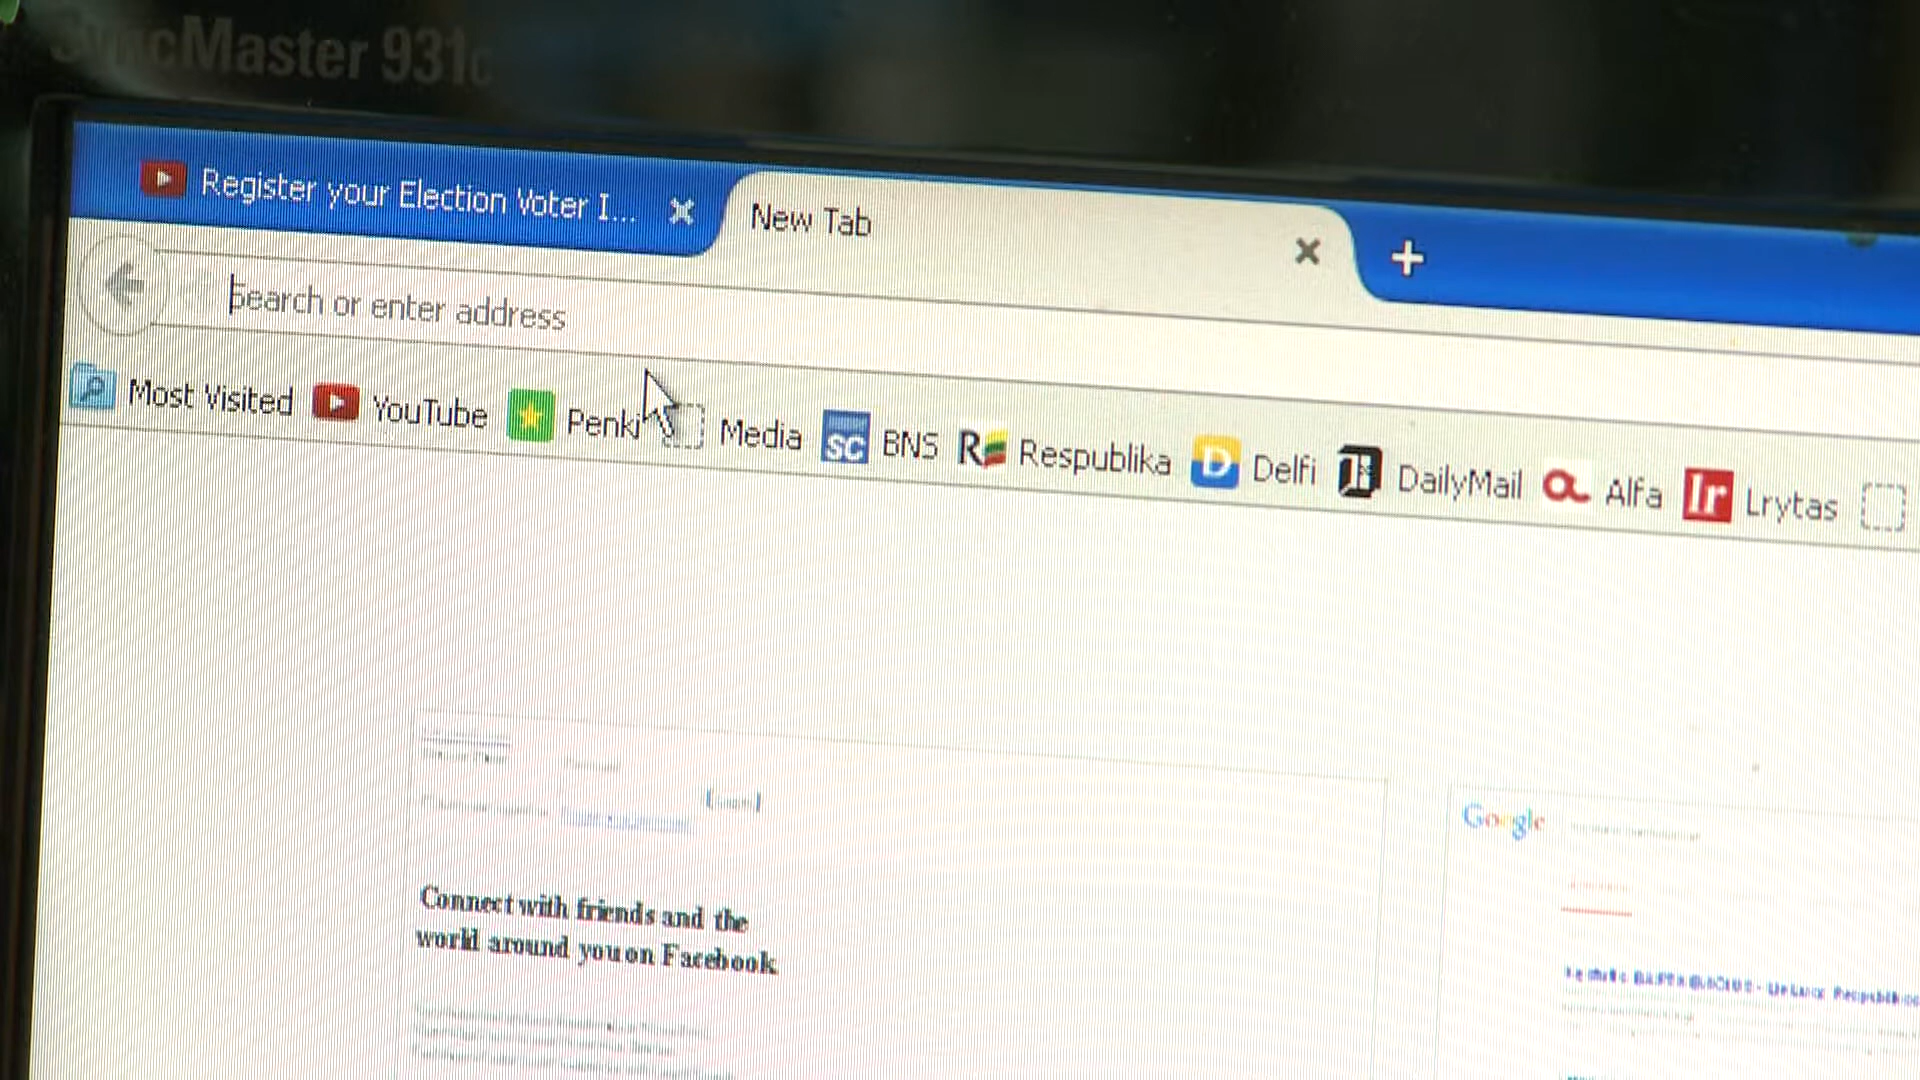 SyncMaster 931c
Register your Election Voter I...
New Tab
Search or enter address
Most Visited YouTube Penki Media SC BNS R Respublika D Delfi DailyMail Alfa lr Lrytas
Connect with friends and the
world around you on Facebook
Google